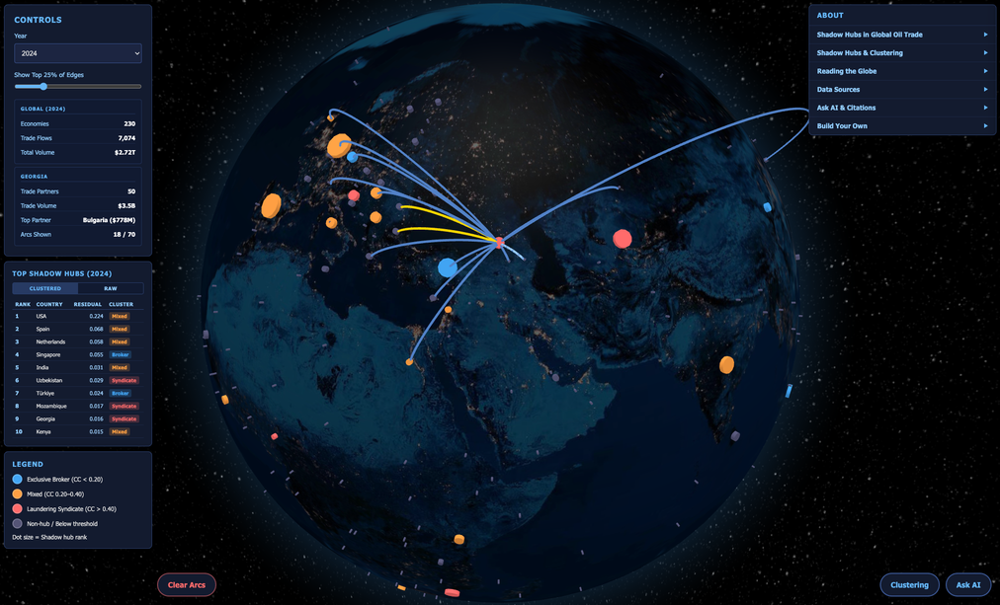 CONTROLS
Year
2024
Show Top 25% of Edges
GLOBAL (2024)
Economies 230
Trade Flows 7,074
Total Volume $2.72T
GEORGIA
Trade Partners 50
Trade Volume $3.5B
Top Partner Bulgaria ($778M)
Arcs Shown 18 / 70
TOP SHADOW HUBS (2024)
CLUSTERED RAW
RANK COUNTRY RESIDUAL CLUSTER
1 USA 0.224 Mixed
2 Spain 0.068 Mixed
3 Netherlands 0.058 Mixed
4 Singapore 0.055 Broker
5 India 0.031 Mixed
6 Uzbekistan 0.029 Syndicate
7 Türkiye 0.024 Broker
8 Mozambique 0.017 Syndicate
9 Georgia 0.016 Syndicate
10 Kenya 0.015 Mixed
LEGEND
Exclusive Broker (CC < 0.20)
Mixed (CC 0.20–0.40)
Laundering Syndicate (CC > 0.40)
Non-hub / Below threshold
Dot size = Shadow hub rank
ABOUT
Shadow Hubs in Global Oil Trade
Shadow Hubs & Clustering
Reading the Globe
Data Sources
Ask AI & Citations
Build Your Own
Clear Arcs
Clustering
Ask AI